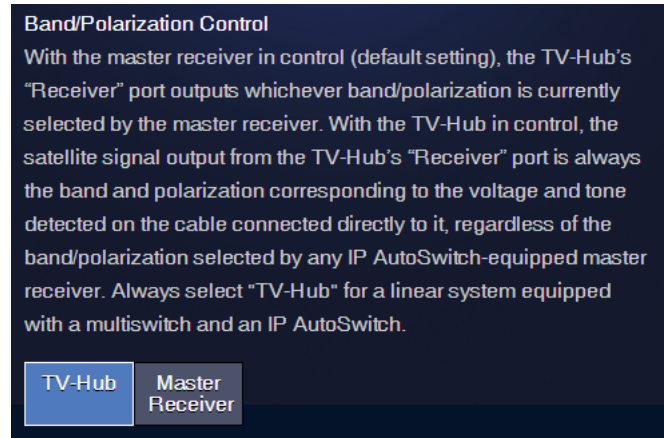 Band/Polarization Control
With the master receiver in control (default setting), the TV-Hub's
“Receiver” port outputs whichever band/polarization is currently
selected by the master receiver. With the TV-Hub in control, the
satellite signal output from the TV-Hub's “Receiver” port is always
the band and polarization corresponding to the voltage and tone
detected on the cable connected directly to it, regardless of the
band/polarization selected by any IP AutoSwitch-equipped master
receiver. Always select "TV-Hub" for a linear system equipped
with a multiswitch and an IP AutoSwitch.
TV-Hub
Master
Receiver